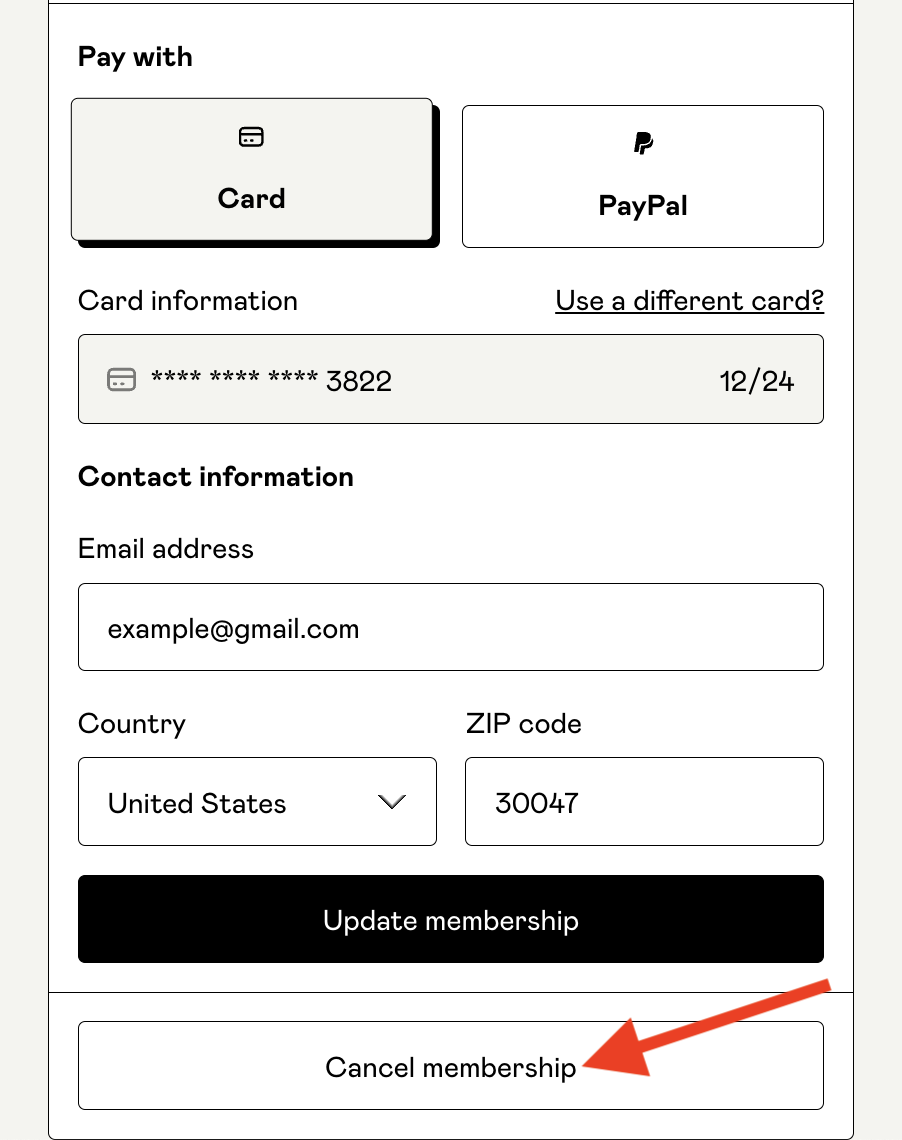 Pay with
Card
PayPal
Card information
Use a different card?
**** **** **** 3822
12/24
Contact information
Email address
example@gmail.com
Country
ZIP code
United States
30047
Update membership
Cancel membership